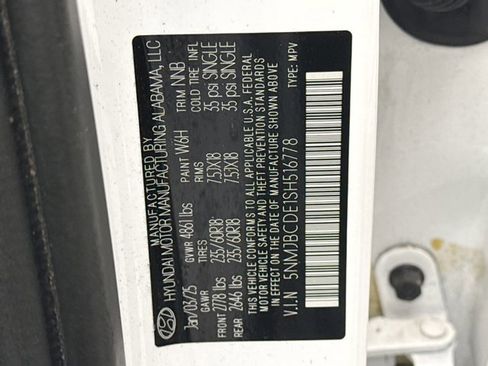 MANUFACTURED BY
HYUNDAI MOTOR MANUFACTURING ALABAMA, LLC
Jan/03/25 GVWR 4861 lbs PAINT W6H TRIM NNB
GAWR TIRES RIMS COLD TIRE INFL
FRONT 2778 lbs 235/60R18 7.5JX18 35 psi SINGLE
REAR 2646 lbs 235/60R18 7.5JX18 35 psi SINGLE
THIS VEHICLE CONFORMS TO ALL APPLICABLE U.S.A. FEDERAL
MOTOR VEHICLE SAFETY AND THEFT PREVENTION STANDARDS
IN EFFECT ON THE DATE OF MANUFACTURE SHOWN ABOVE.
V.I.N 5NMJBCDE1SH516778 TYPE: MPV